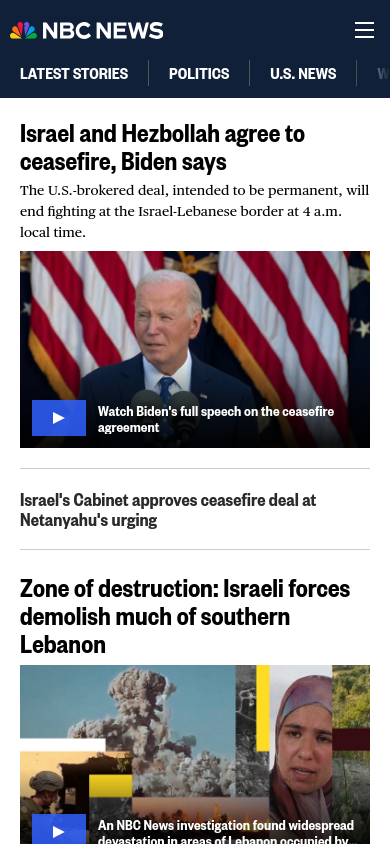 NBC NEWS
LATEST STORIES
POLITICS
U.S. NEWS
Israel and Hezbollah agree to
ceasefire, Biden says
The U.S.-brokered deal, intended to be permanent, will
end fighting at the Israel-Lebanese border at 4 a.m.
local time.
Watch Biden's full speech on the ceasefire
agreement
Israel's Cabinet approves ceasefire deal at
Netanyahu's urging
Zone of destruction: Israeli forces
demolish much of southern
Lebanon
An NBC News investigation found widespread
devastation in areas of Lebanon occupied by